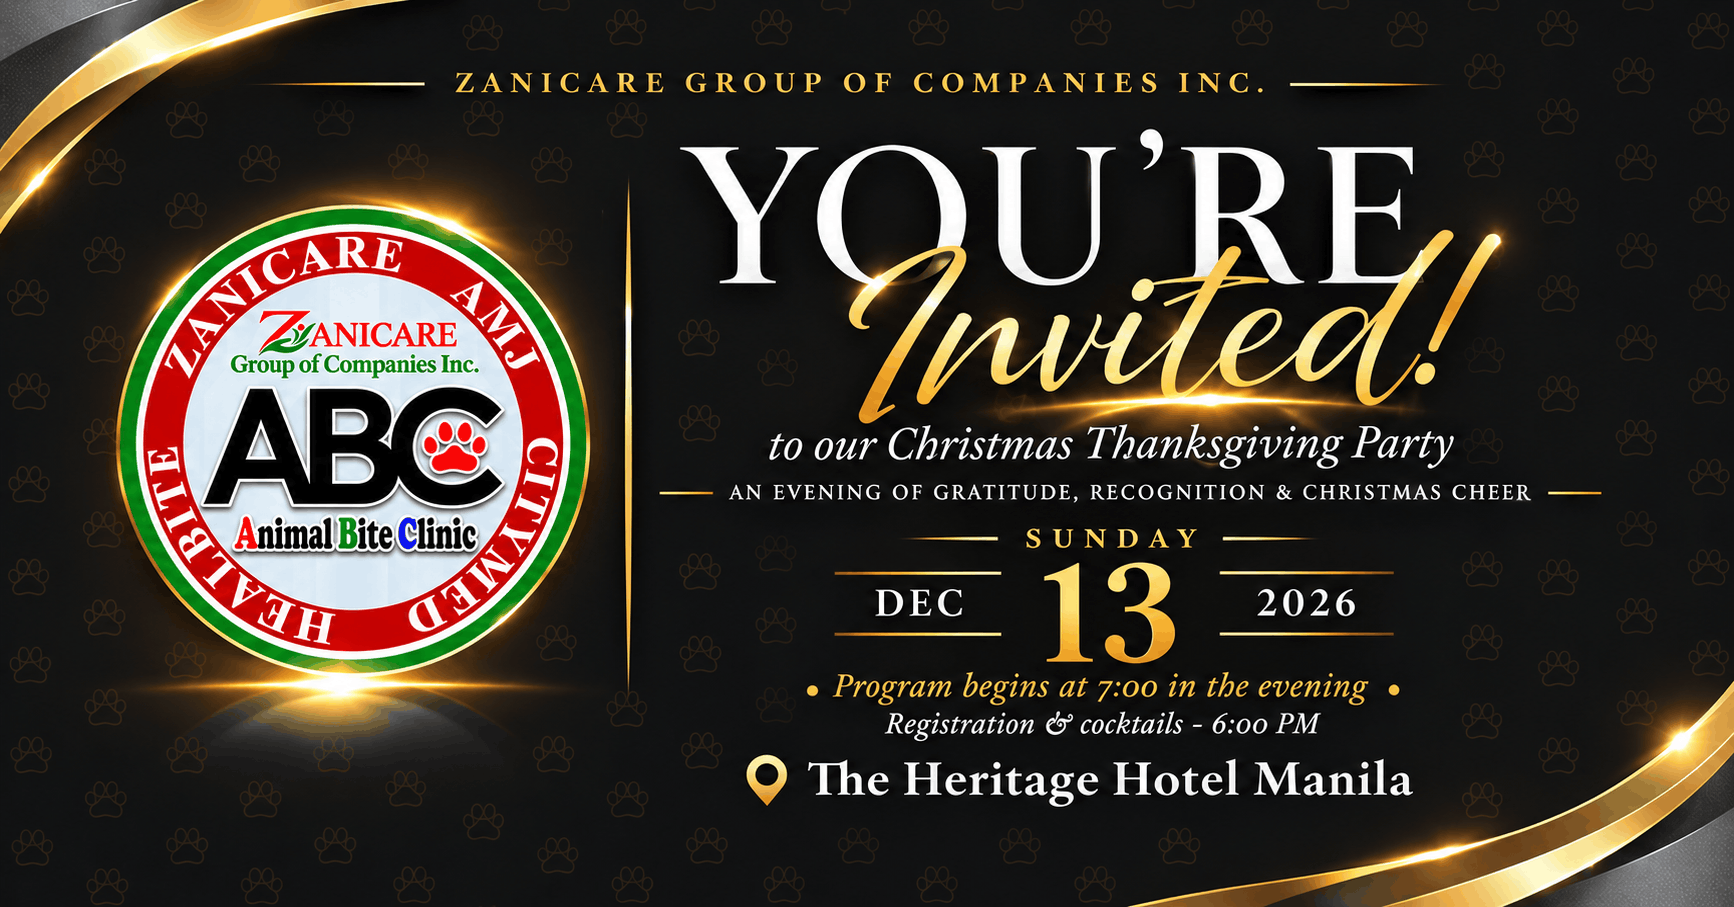 ZANICARE GROUP OF COMPANIES INC.
ZANICARE AMJ
HEALBITE CITYMED
ZANICARE
Group of Companies Inc.
ABC
Animal Bite Clinic
YOU'RE
Invited!
to our Christmas Thanksgiving Party
AN EVENING OF GRATITUDE, RECOGNITION & CHRISTMAS CHEER
SUNDAY
DEC 13 2026
• Program begins at 7:00 in the evening •
Registration & cocktails - 6:00 PM
The Heritage Hotel Manila